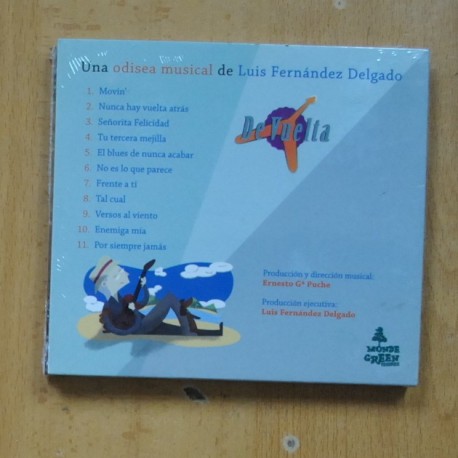 Una odisea musical de Luis Fernández Delgado
1. Movin'
2. Nunca hay vuelta atrás
3. Señorita Felicidad
4. Tu tercera mejilla
5. El blues de nunca acabar
6. No es lo que parece
7. Frente a ti
8. Tal cual
9. Versos al viento
10. Enemiga mía
11. Por siempre jamás
De Vuelta
Producción y dirección musical:
Ernesto Gª Puche
Producción ejecutiva:
Luis Fernández Delgado
MONDE
GREEN